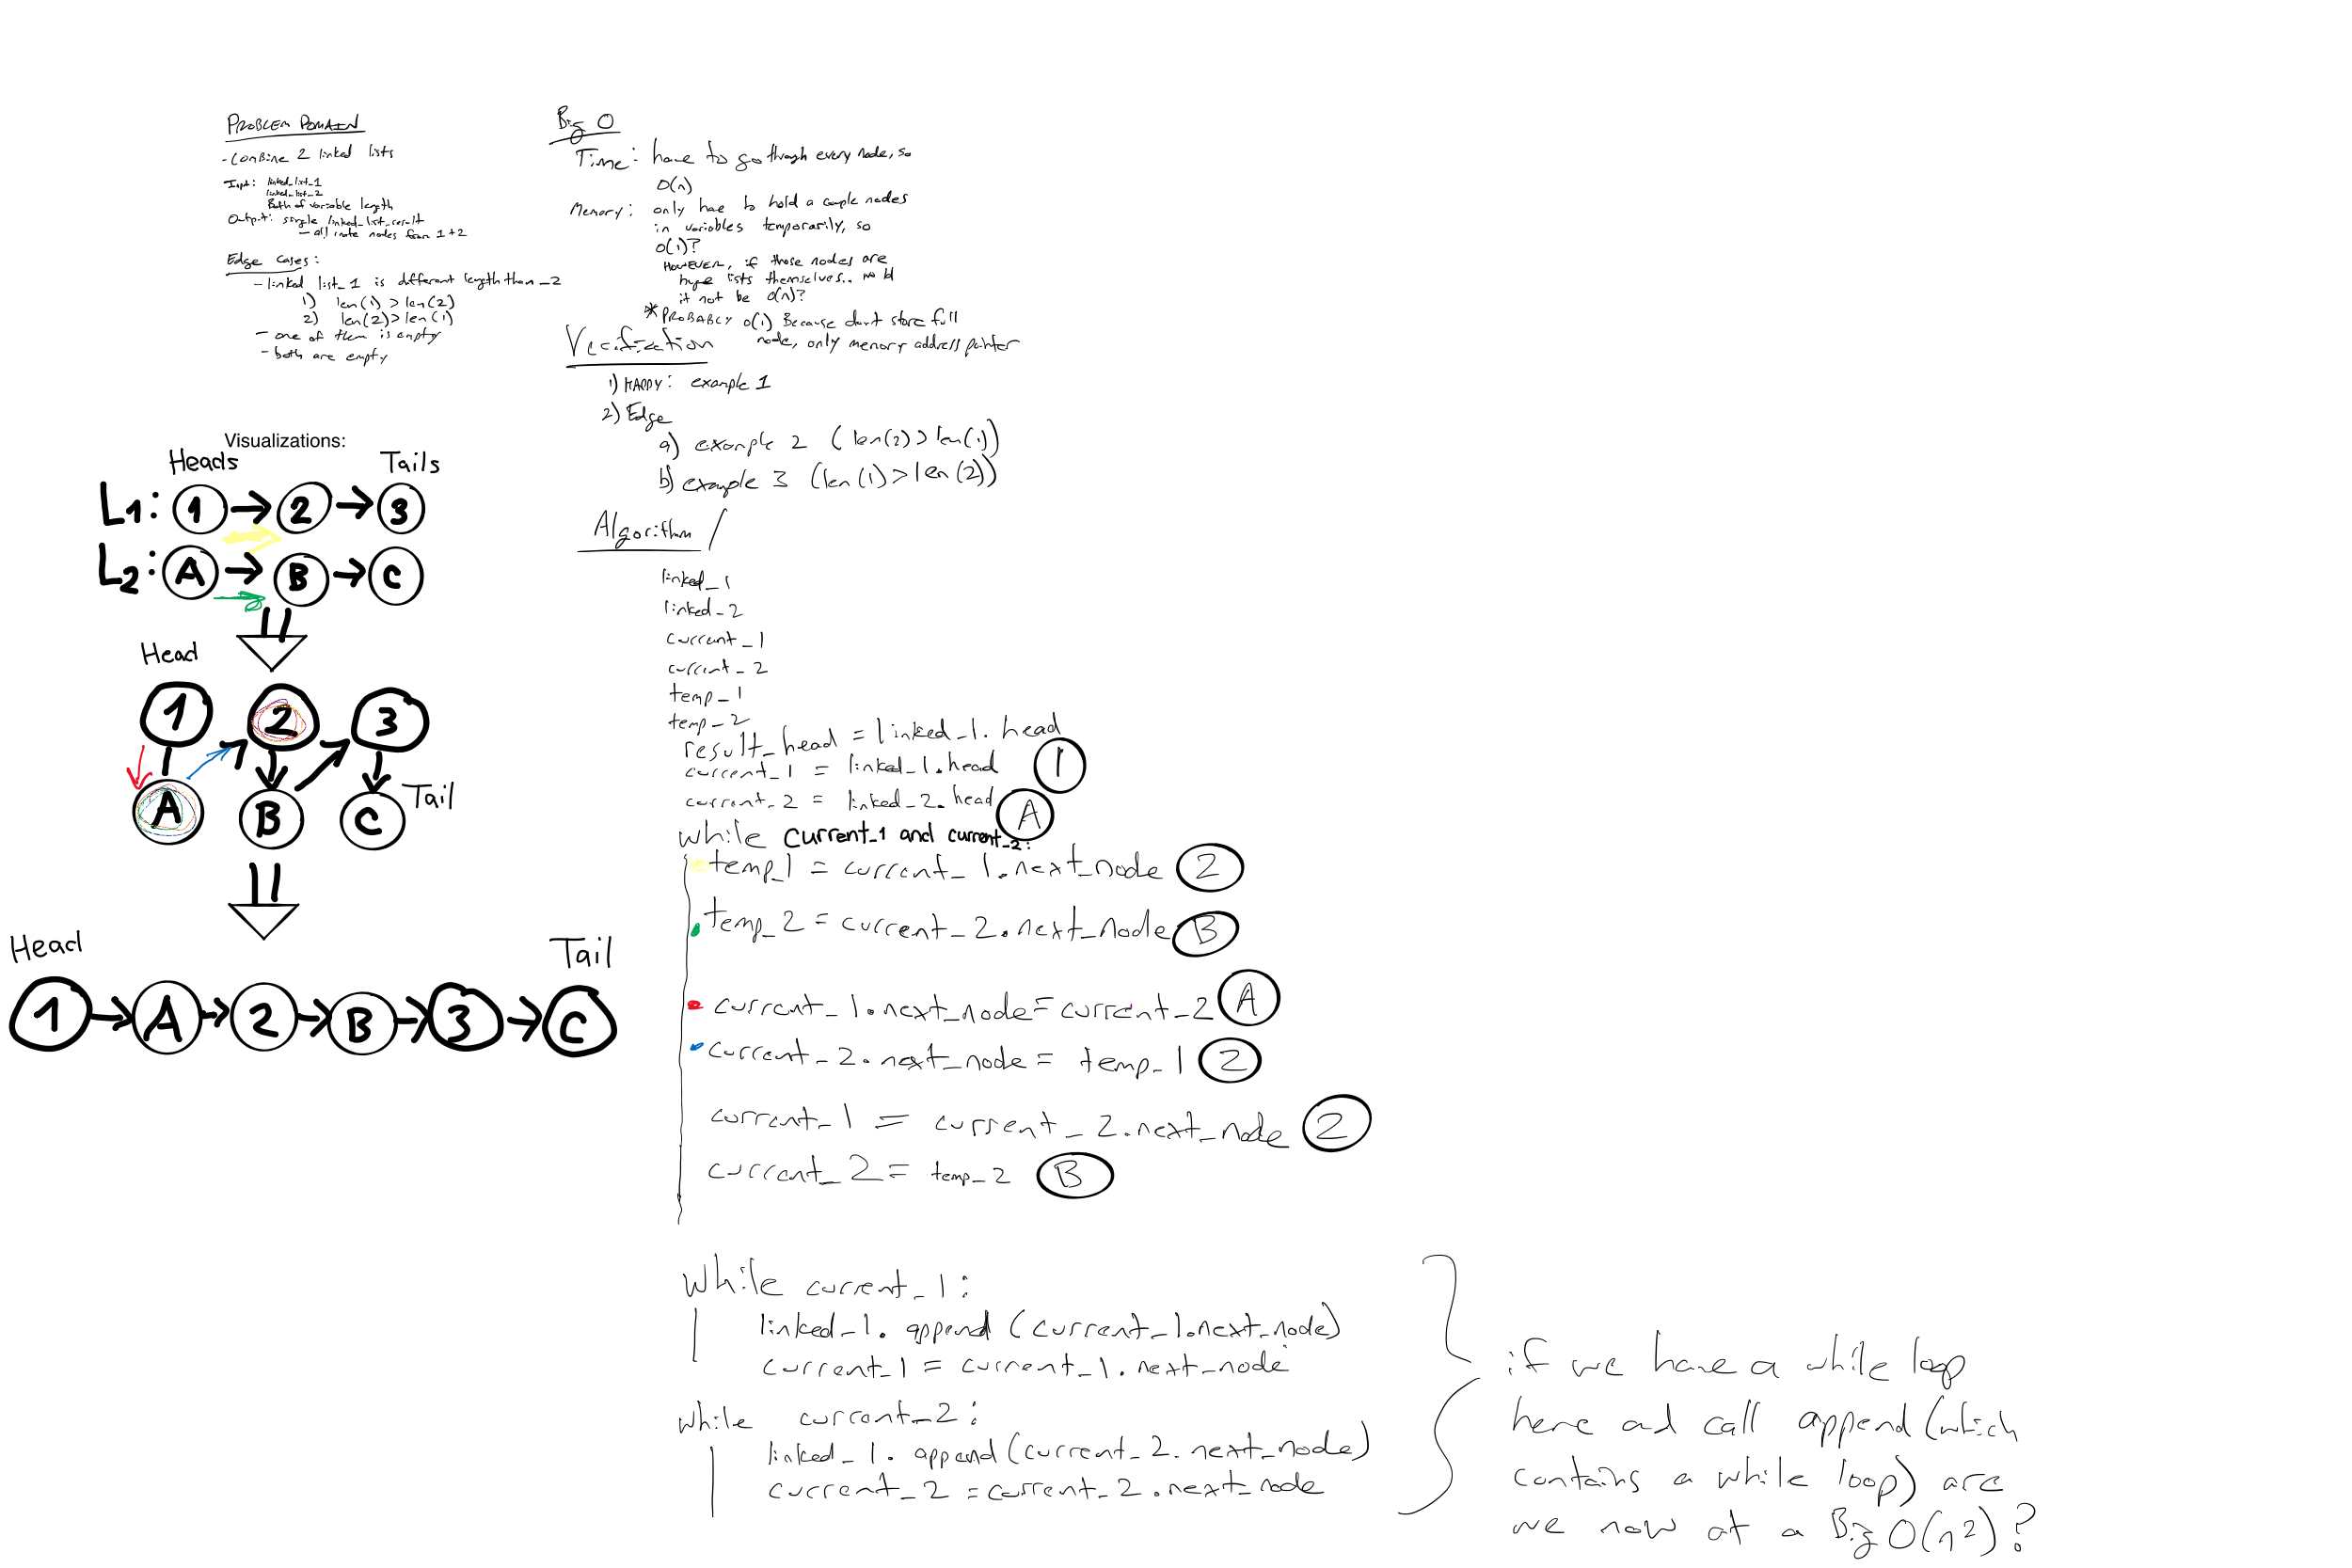 PROBLEM DOMAIN
- Combine 2 linked lists
Input: linked_list_1
linked_list_2
Both of variable length
Output: single linked_list_result
- alternate nodes from 1+2
Edge Cases:
- linked list_1 is different length than _2
1) len(1) > len(2)
2) len(2) > len(1)
- one of them is empty
- both are empty
Big O
Time: have to go through every node, so
O(n)
Memory: only have to hold a couple nodes
in variables temporarily, so
O(1)?
HOWEVER, if those nodes are
huge lists themselves.. would
it not be O(n)?
* PROBABLY O(1) Because don't store full
node, only memory address pointer
Verification
1) HAPPY: example 1
2) Edge
a) example 2 (len(2) > len(1))
b) example 3 (len(1) > len(2))
Visualizations:
Heads Tails
L1: 1 → 2 → 3
L2: A → B → C
Head
1 2 3
A B C Tail
Head Tail
1 → A → 2 → B → 3 → C
Algorithm /
linked_1
linked_2
current_1
current_2
temp_1
temp_2
result_head = linked_1.head
current_1 = linked_1.head 1
current_2 = linked_2.head A
while current_1 and current_2:
temp_1 = current_1.next_node 2
temp_2 = current_2.next_node B
current_1.next_node = current_2 A
current_2.next_node = temp_1 2
current_1 = current_2.next_node 2
current_2 = temp_2 B
while current_1:
linked_1.append(current_1.next_node)
current_1 = current_1.next_node
while current_2:
linked_1.append(current_2.next_node)
current_2 = current_2.next_node
if we have a while loop
here and call append (which
contains a while loop) are
we now at a Big O(n²)?